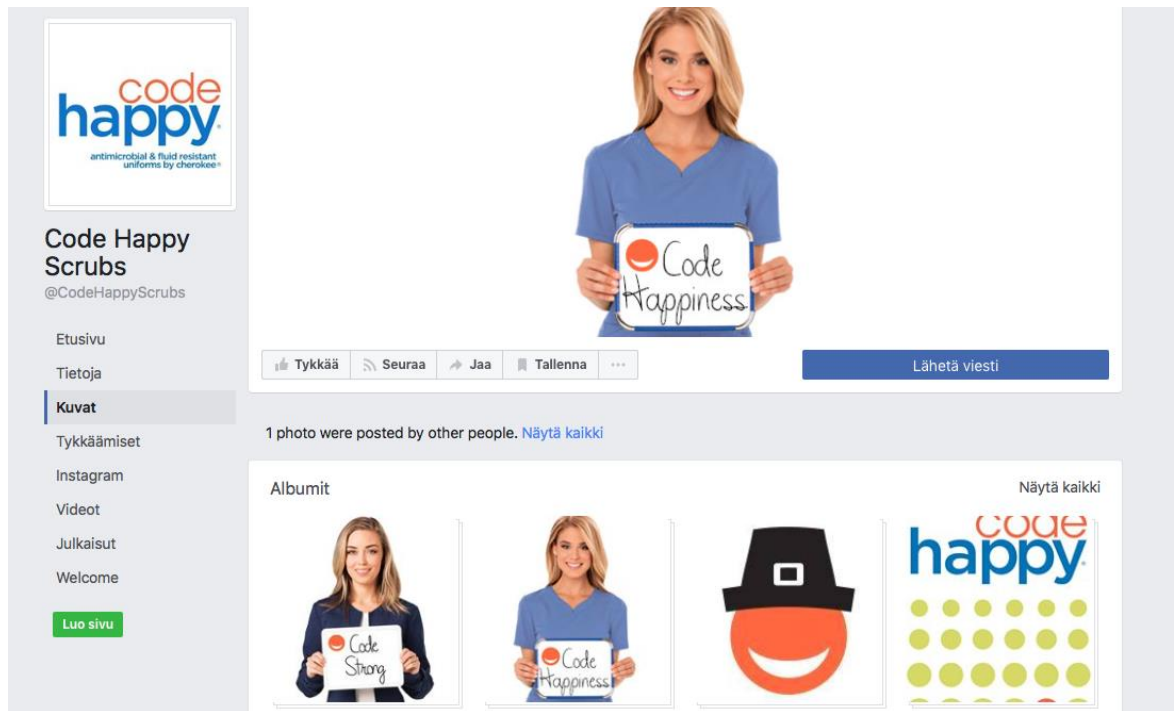 code
happy
antimicrobial & fluid resistant
uniforms by cherokee®
Code Happy
Scrubs
@CodeHappyScrubs
Etusivu
Tietoja
Kuvat
Tykkäämiset
Instagram
Videot
Julkaisut
Welcome
Luo sivu
Code
Happiness
Tykkää Seuraa Jaa Tallenna ...
Lähetä viesti
1 photo were posted by other people. Näytä kaikki
Albumit
Näytä kaikki
Code
Strong
Code
Happiness
code
happy